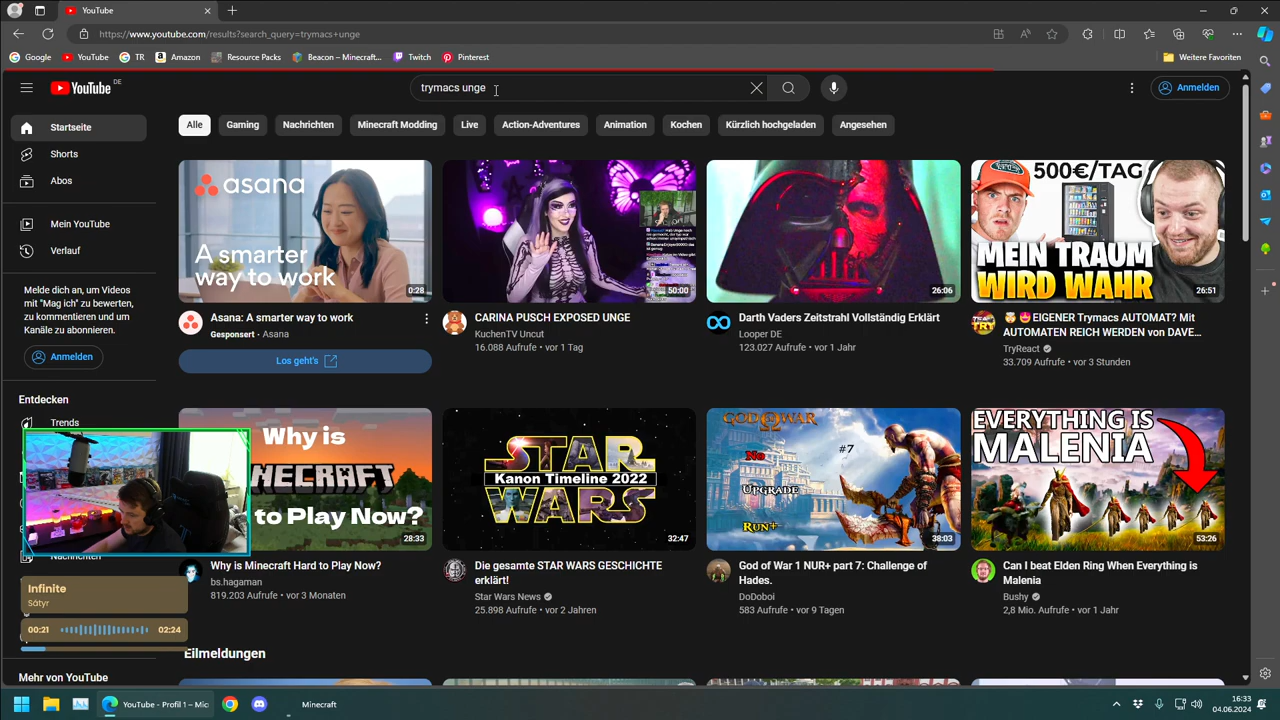 YouTube
https://www.youtube.com/results?search_query=trymacs+unge
Google
YouTube
TR
Amazon
Resource Packs
Beacon – Minecraft...
Twitch
Pinterest
Weitere Favoriten
YouTube DE
trymacs unge
Anmelden
Alle
Gaming
Nachrichten
Minecraft Modding
Live
Action-Adventures
Animation
Kochen
Kürzlich hochgeladen
Angesehen
Startseite
Shorts
Abos
Mein YouTube
Verlauf
Melde dich an, um Videos
mit "Mag ich" zu bewerten,
zu kommentieren und um
Kanäle zu abonnieren.
Anmelden
Entdecken
Trends
Nachrichten
Mehr von YouTube
asana
A smarter
way to work
0:28
Asana: A smarter way to work
Gesponsert • Asana
Los geht's
50:00
CARINA PUSCH EXPOSED UNGE
KuchenTV Uncut
16.088 Aufrufe • vor 1 Tag
26:06
Darth Vaders Zeitstrahl Vollständig Erklärt
Looper DE
123.027 Aufrufe • vor 1 Jahr
500€/TAG
MEIN TRAUM
WIRD WAHR
26:51
🤯🤩EIGENER Trymacs AUTOMAT? Mit
AUTOMATEN REICH WERDEN von DAVE...
TryReact
33.709 Aufrufe • vor 3 Stunden
Why is
NECRAFT
to Play Now?
28:33
Why is Minecraft Hard to Play Now?
bs.hagaman
819.203 Aufrufe • vor 3 Monaten
STAR
Kanon Timeline 2022
WARS
32:47
Die gesamte STAR WARS GESCHICHTE
erklärt!
Star Wars News
25.898 Aufrufe • vor 2 Jahren
GOD OF WAR
#7
No
UPGRADE
Run+
38:03
God of War 1 NUR+ part 7: Challenge of
Hades.
DoDoboi
583 Aufrufe • vor 9 Tagen
EVERYTHING IS
MALENIA
53:26
Can I beat Elden Ring When Everything is
Malenia
Bushy
2,8 Mio. Aufrufe • vor 1 Jahr
Infinite
Sátyr
00:21
02:24
Eilmeldungen
YouTube - Profil 1 – Mic
Minecraft
16:33
04.06.2024